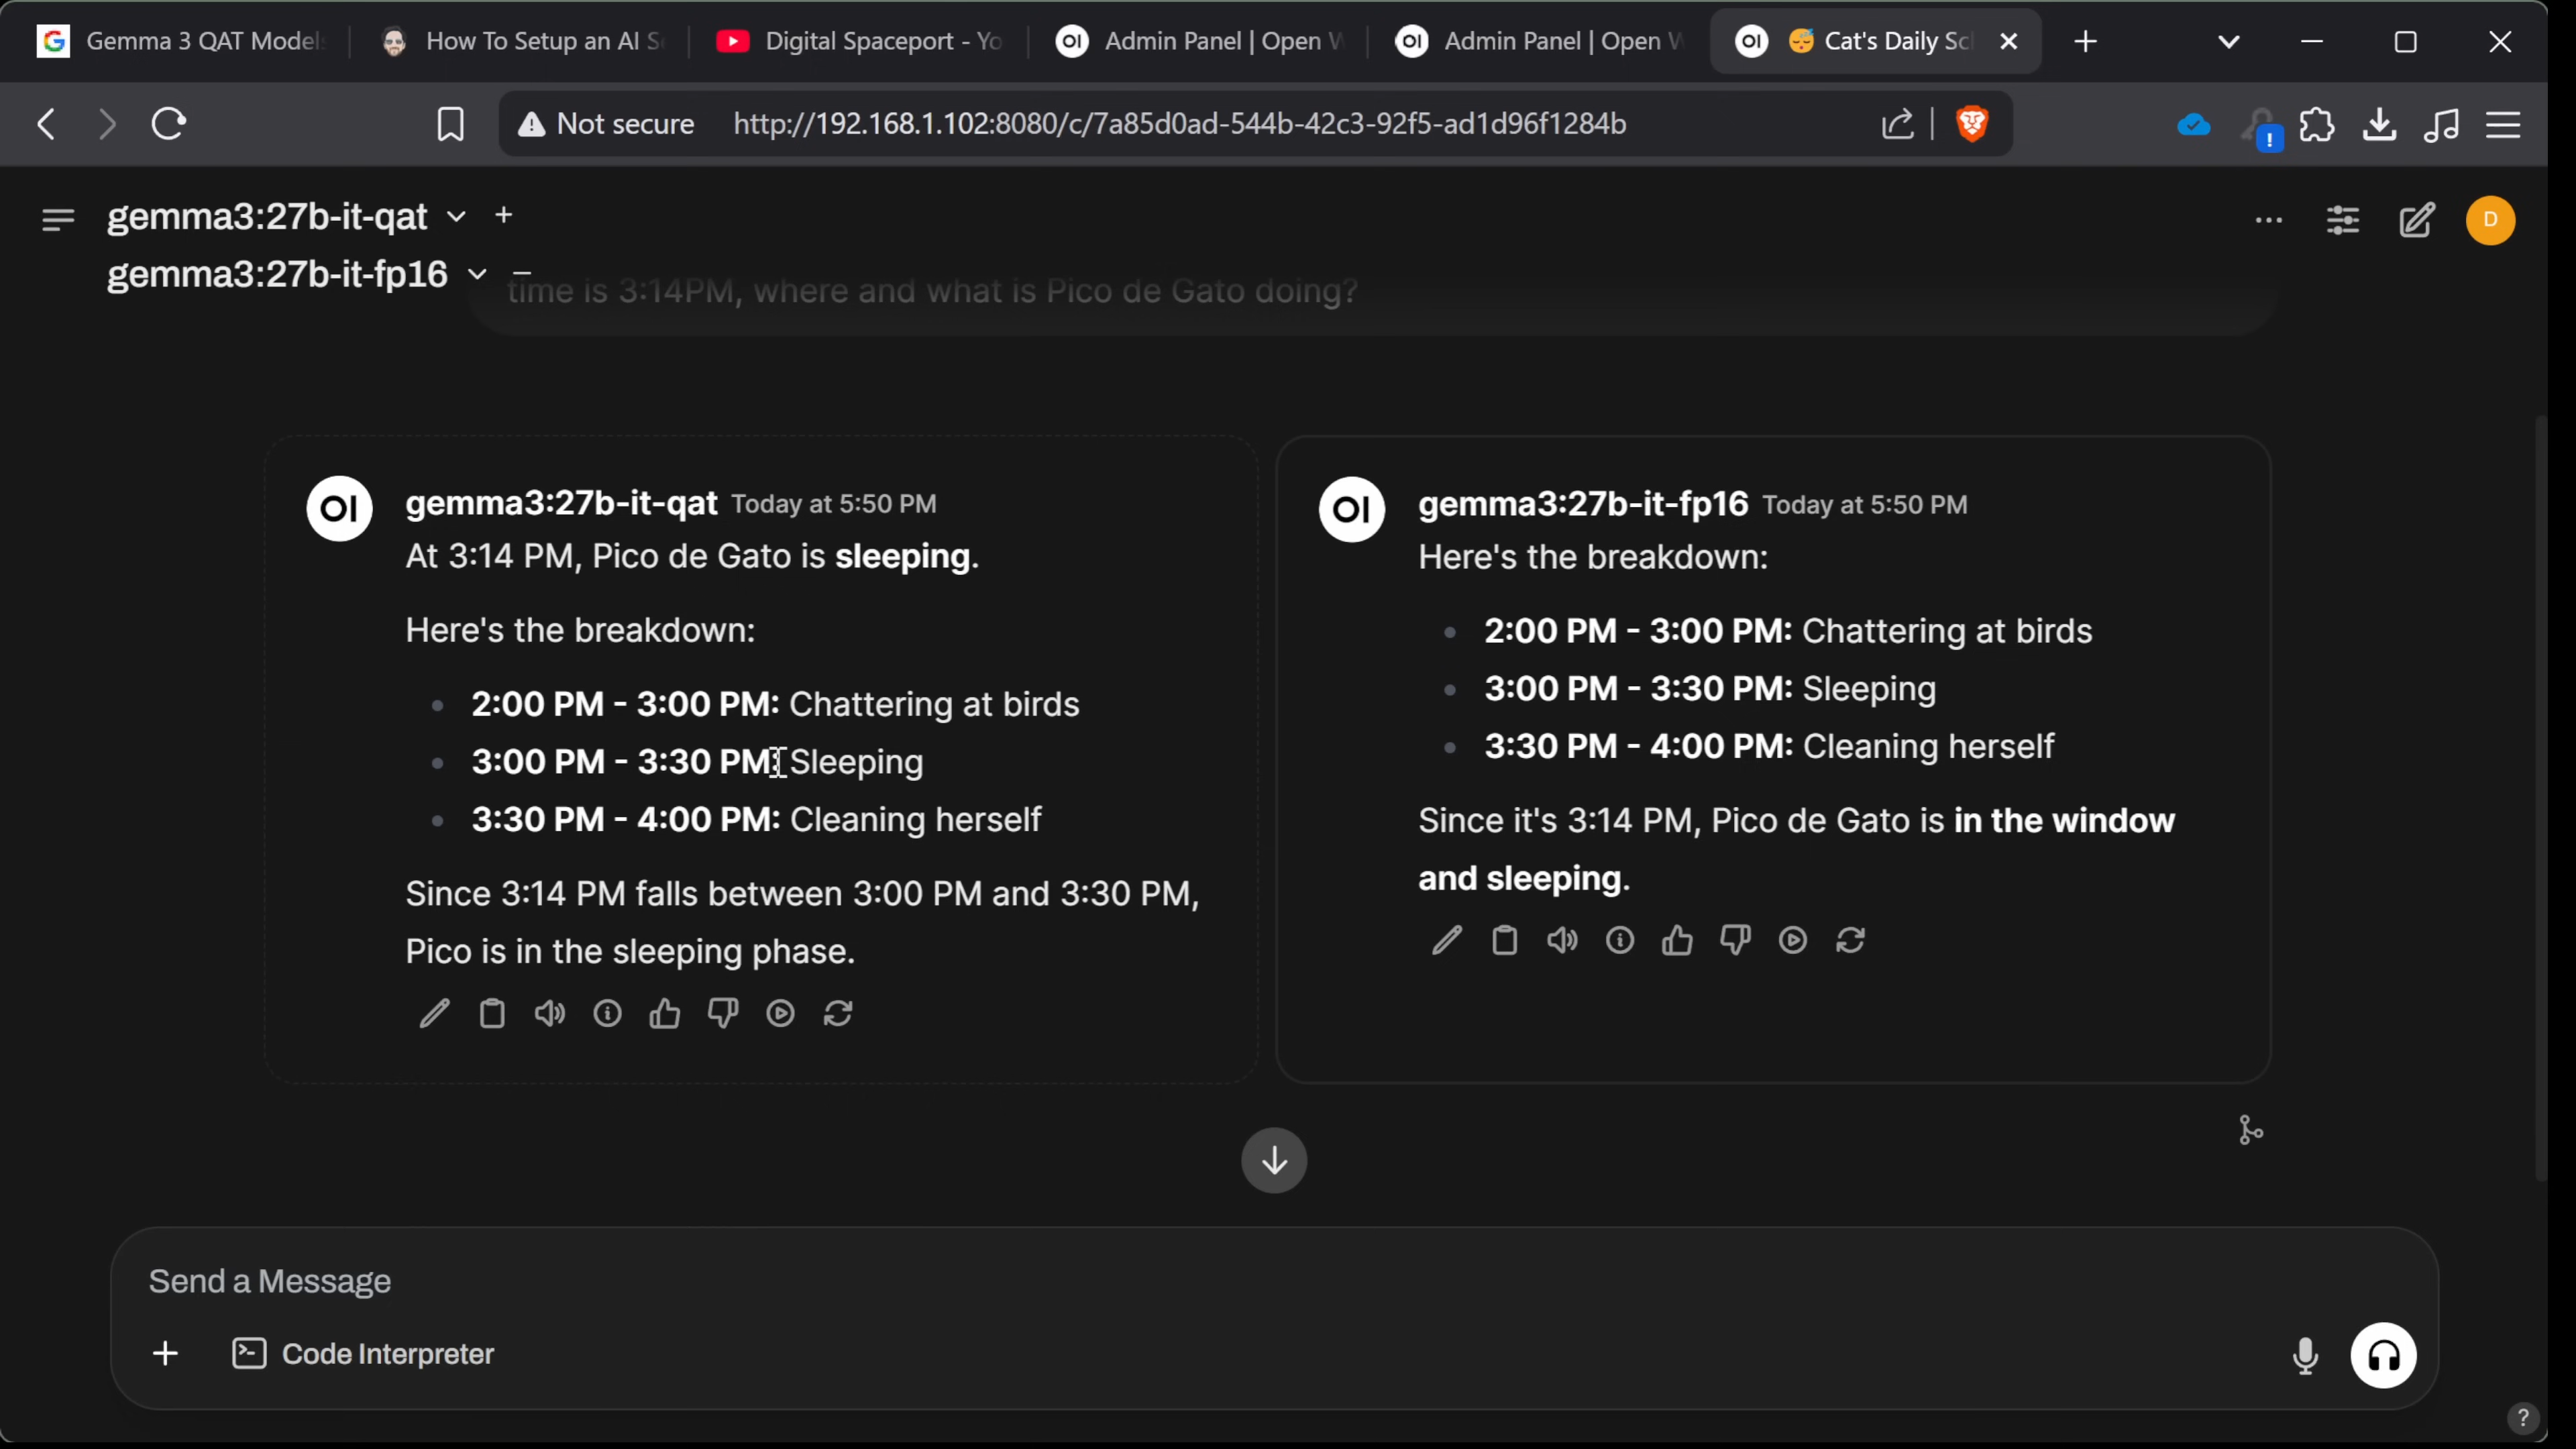 Gemma 3 QAT Models
How To Setup an AI Se
Digital Spaceport - Yo
Admin Panel | Open W
Admin Panel | Open W
😴 Cat's Daily Sch
Not secure
http://192.168.1.102:8080/c/7a85d0ad-544b-42c3-92f5-ad1d96f1284b
gemma3:27b-it-qat
gemma3:27b-it-fp16
D
time is 3:14PM, where and what is Pico de Gato doing?
OI
gemma3:27b-it-qat Today at 5:50 PM
At 3:14 PM, Pico de Gato is sleeping.
Here's the breakdown:
2:00 PM - 3:00 PM: Chattering at birds
3:00 PM - 3:30 PM: Sleeping
3:30 PM - 4:00 PM: Cleaning herself
Since 3:14 PM falls between 3:00 PM and 3:30 PM,
Pico is in the sleeping phase.
OI
gemma3:27b-it-fp16 Today at 5:50 PM
Here's the breakdown:
2:00 PM - 3:00 PM: Chattering at birds
3:00 PM - 3:30 PM: Sleeping
3:30 PM - 4:00 PM: Cleaning herself
Since it's 3:14 PM, Pico de Gato is in the window
and sleeping.
Send a Message
Code Interpreter
?